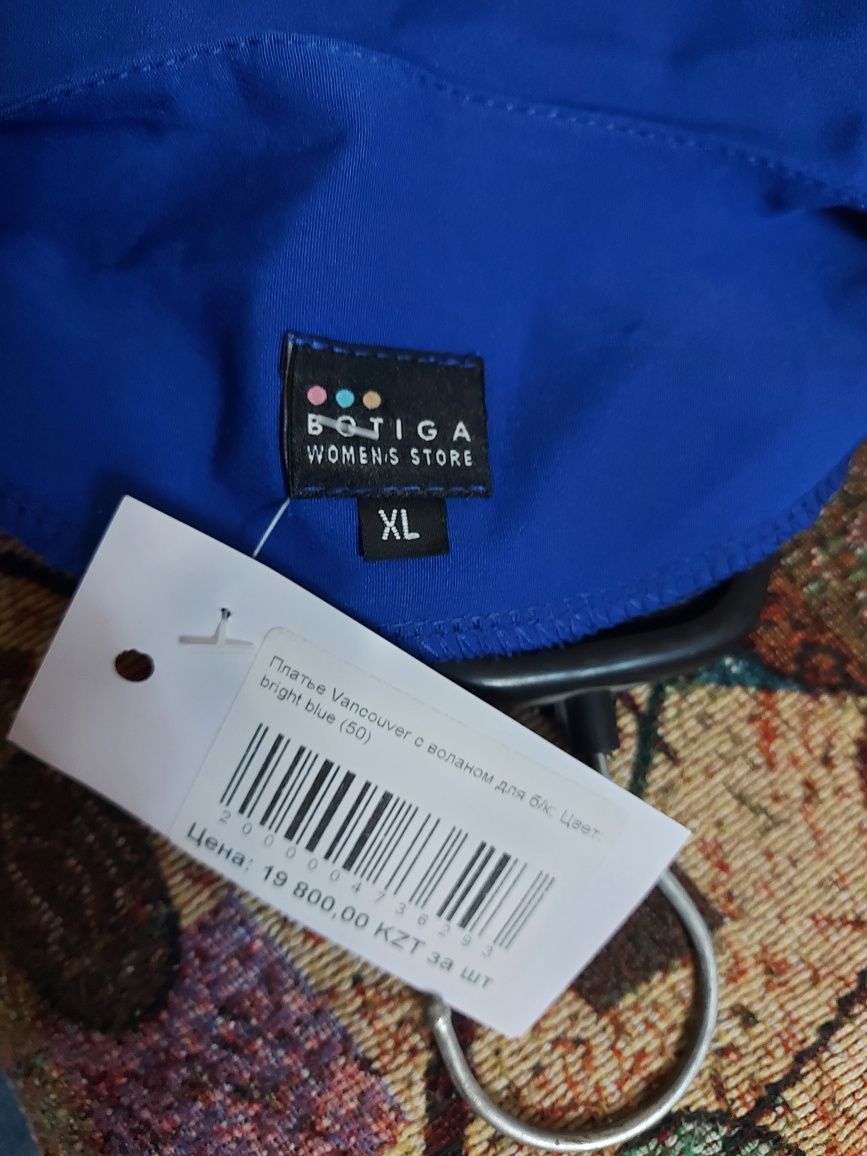 BOTIGA
WOMEN'S STORE
XL
Платье Vancouver с воланом для б/к; Цвет:
bright blue (50)
2000004736293
Цена: 19 800,00 KZT за шт